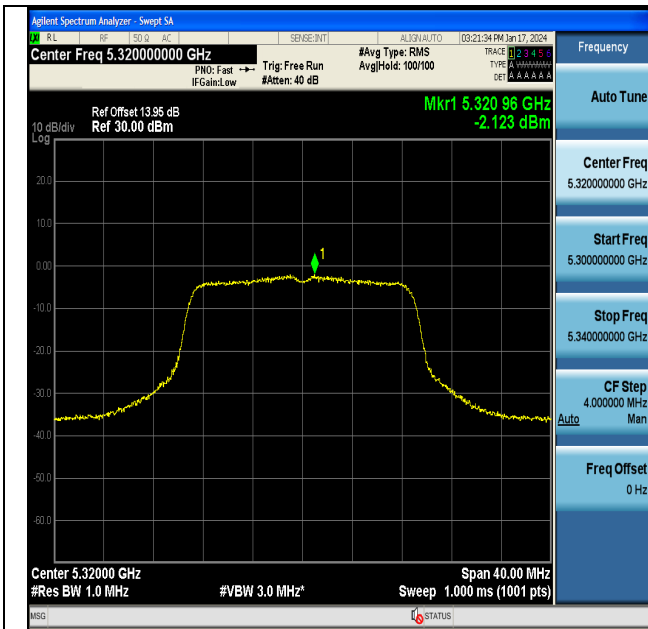 Agilent Spectrum Analyzer - Swept SA
LXI RL RF 50 Ω AC SENSE:INT ALIGN AUTO 03:21:34 PM Jan 17, 2024
Center Freq 5.320000000 GHz
PNO: Fast
IFGain:Low
Trig: Free Run
#Atten: 40 dB
#Avg Type: RMS
Avg|Hold: 100/100
TRACE 1 2 3 4 5 6
TYPE A
DET A A A A A A
Ref Offset 13.95 dB
10 dB/div Ref 30.00 dBm
Log
Mkr1 5.320 96 GHz
-2.123 dBm
20.0
10.0
0.00
-10.0
-20.0
-30.0
-40.0
-50.0
-60.0
1
Center 5.32000 GHz Span 40.00 MHz
#Res BW 1.0 MHz #VBW 3.0 MHz* Sweep 1.000 ms (1001 pts)
MSG STATUS
Frequency
Auto Tune
Center Freq
5.320000000 GHz
Start Freq
5.300000000 GHz
Stop Freq
5.340000000 GHz
CF Step
4.000000 MHz
Auto Man
Freq Offset
0 Hz